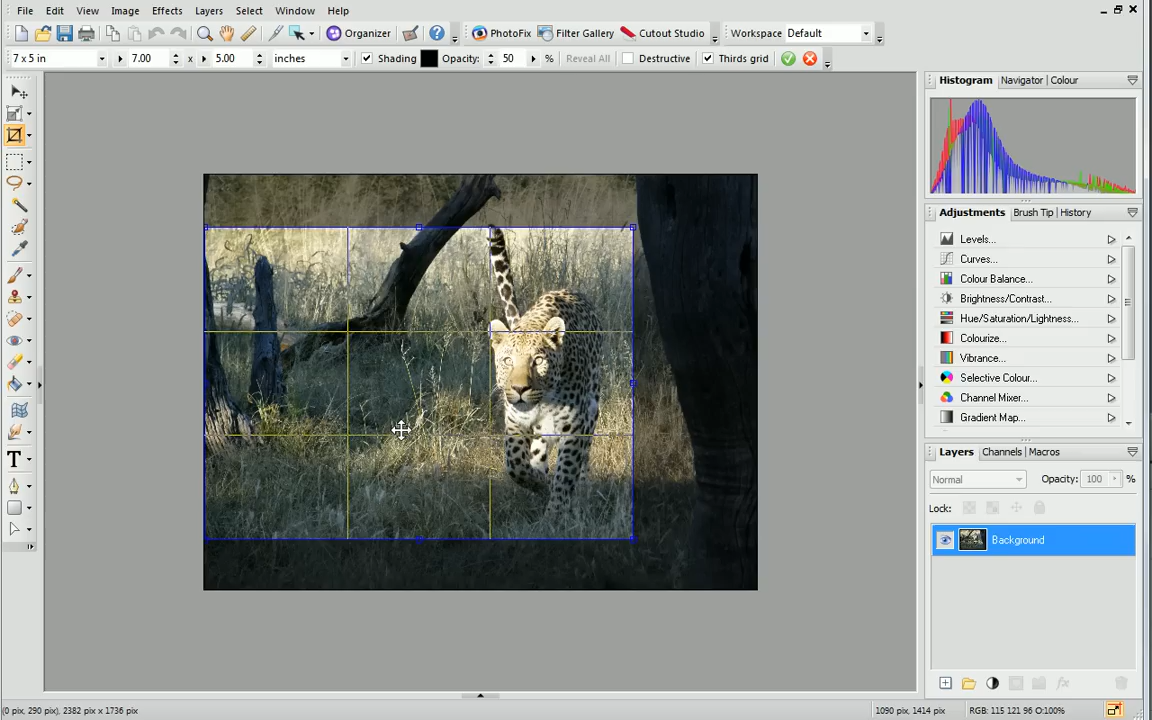 File Edit View Image Effects Layers Select Window Help
Organizer PhotoFix Filter Gallery Cutout Studio Workspace Default
7 x 5 in 7.00 x 5.00 inches Shading Opacity: 50 % Reveal All Destructive Thirds grid
Histogram Navigator | Colour
Adjustments Brush Tip | History
Levels...
Curves...
Colour Balance...
Brightness/Contrast...
Hue/Saturation/Lightness...
Colourize...
Vibrance...
Selective Colour...
Channel Mixer...
Gradient Map...
Layers Channels | Macros
Normal Opacity: 100 %
Lock:
Background
(0 pix, 290 pix), 2382 pix x 1736 pix 1090 pix, 1414 pix RGB: 115 121 96 O:100%